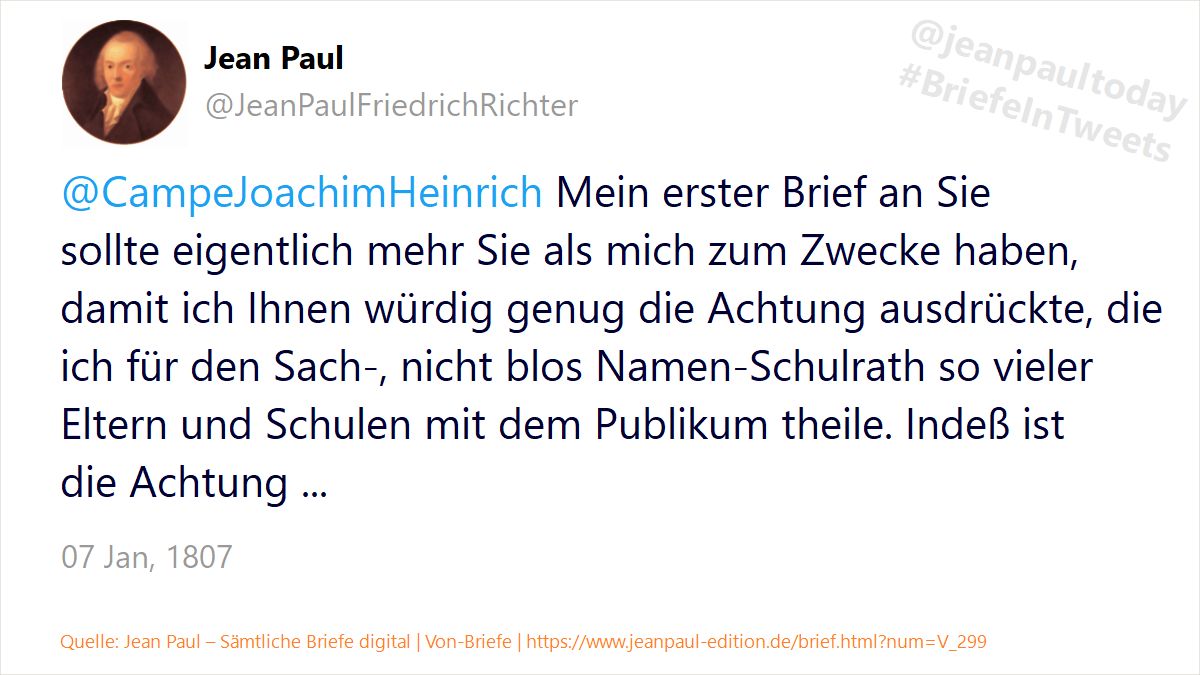 Jean Paul
@JeanPaulFriedrichRichter
@jeanpaultoday
#BriefeInTweets
@CampeJoachimHeinrich Mein erster Brief an Sie
sollte eigentlich mehr Sie als mich zum Zwecke haben,
damit ich Ihnen würdig genug die Achtung ausdrückte, die
ich für den Sach-, nicht blos Namen-Schulrath so vieler
Eltern und Schulen mit dem Publikum theile. Indeß ist
die Achtung ...
07 Jan, 1807
Quelle: Jean Paul – Sämtliche Briefe digital | Von-Briefe | https://www.jeanpaul-edition.de/brief.html?num=V_299